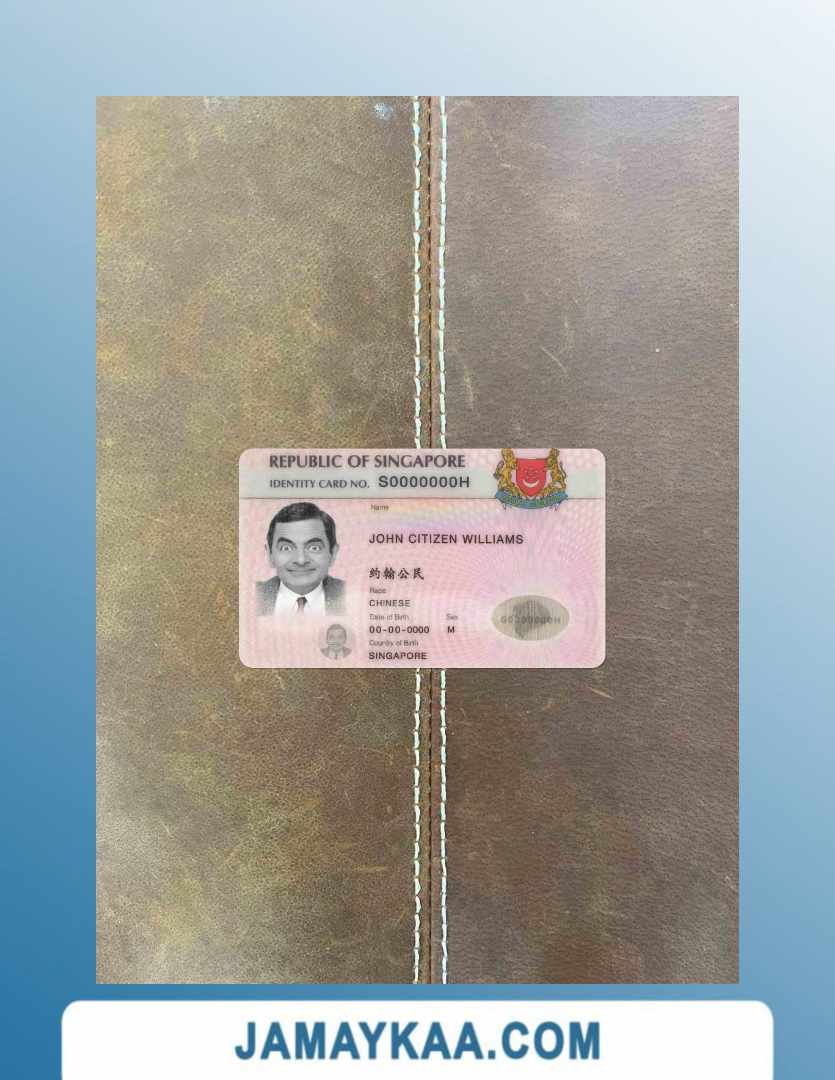 REPUBLIC OF SINGAPORE
IDENTITY CARD NO. S0000000H
Name
JOHN CITIZEN WILLIAMS
约翰公民
Race
CHINESE
Date of Birth Sex
00-00-0000 M
Country of Birth
SINGAPORE
S0000000H
JAMAYKAA.COM